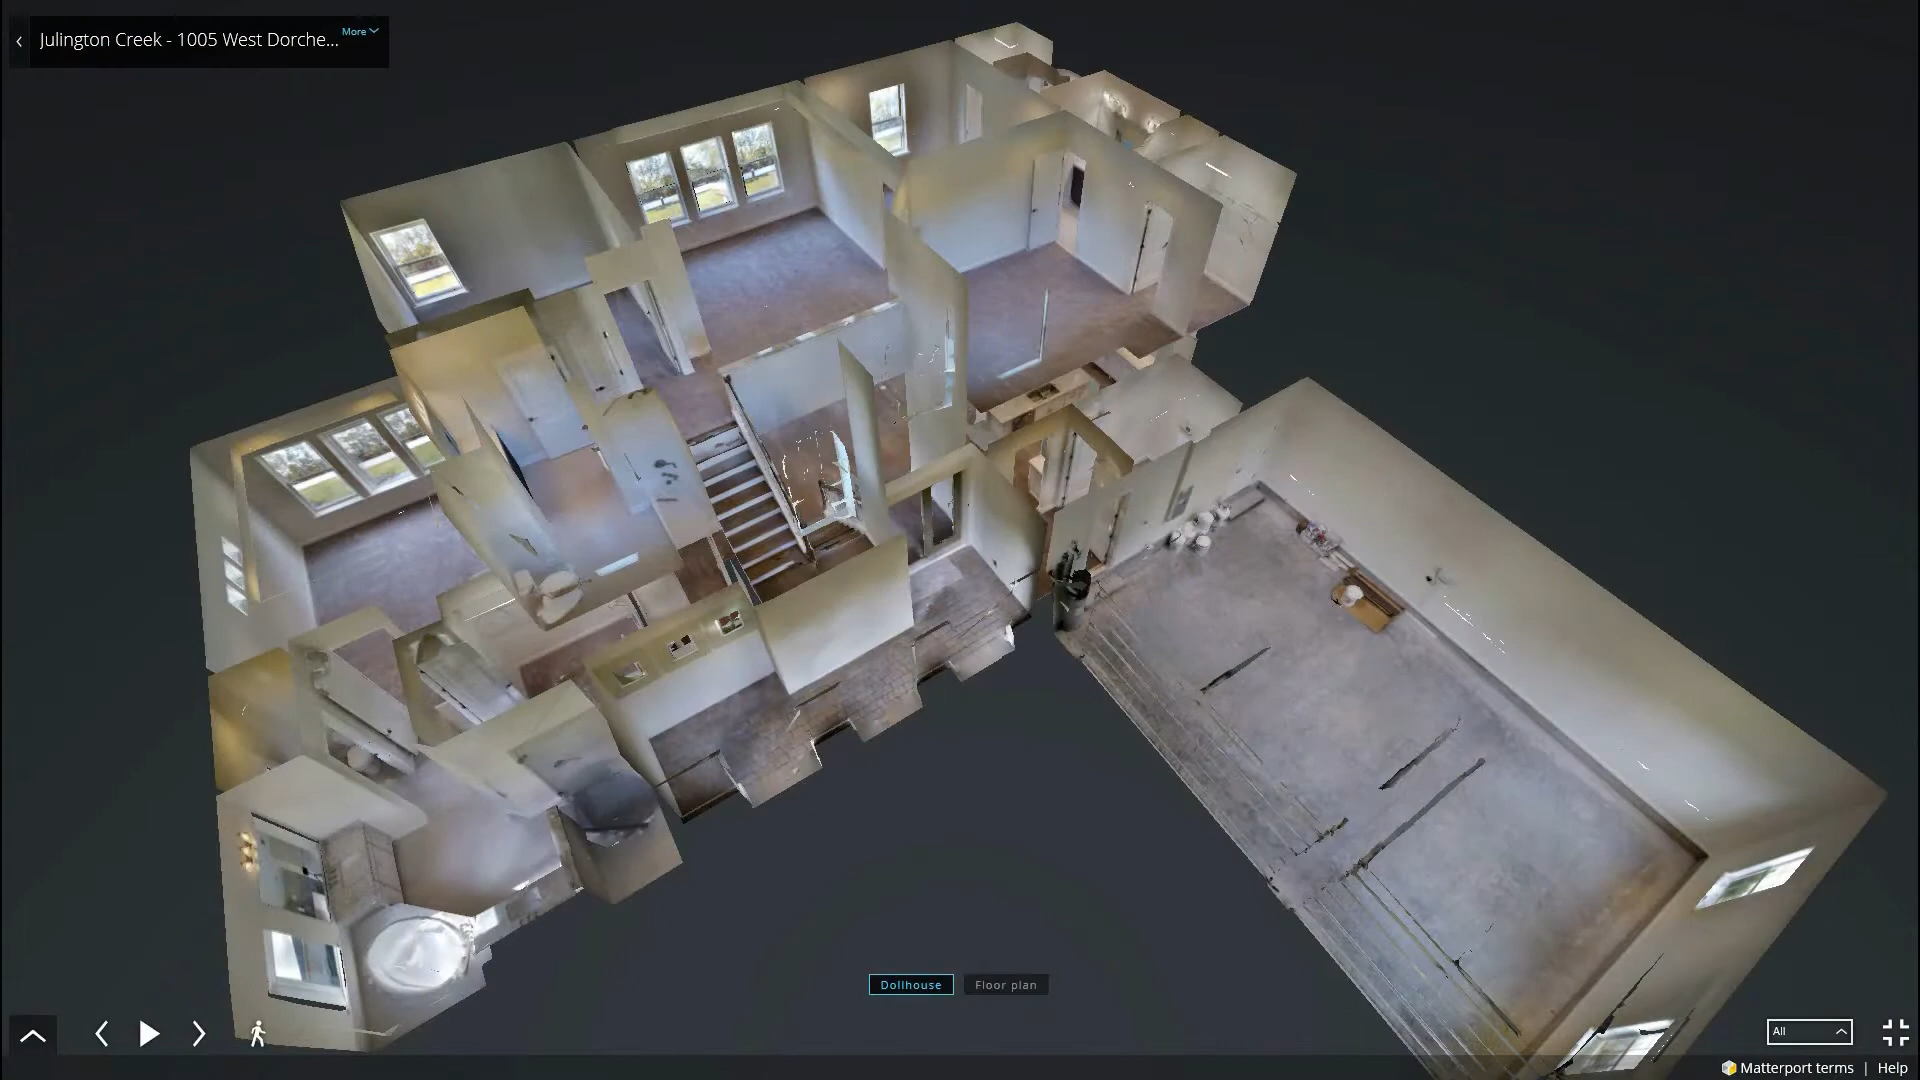 Julington Creek - 1005 West Dorche...
More
Dollhouse
Floor plan
All
Matterport terms | Help